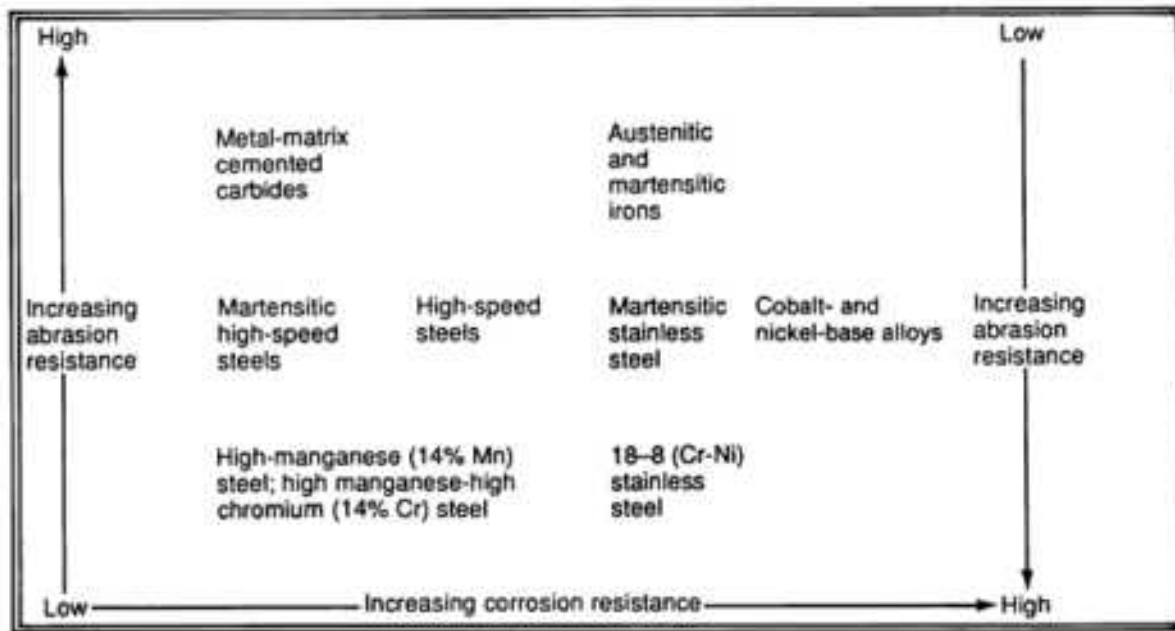 High
Low
Metal-matrix
cemented
carbides
Austenitic
and
martensitic
irons
Increasing
abrasion
resistance
Martensitic
high-speed
steels
High-speed
steels
Martensitic
stainless
steel
Cobalt- and
nickel-base alloys
Increasing
abrasion
resistance
High-manganese (14% Mn)
steel; high manganese-high
chromium (14% Cr) steel
18–8 (Cr-Ni)
stainless
steel
Low
Increasing corrosion resistance
High